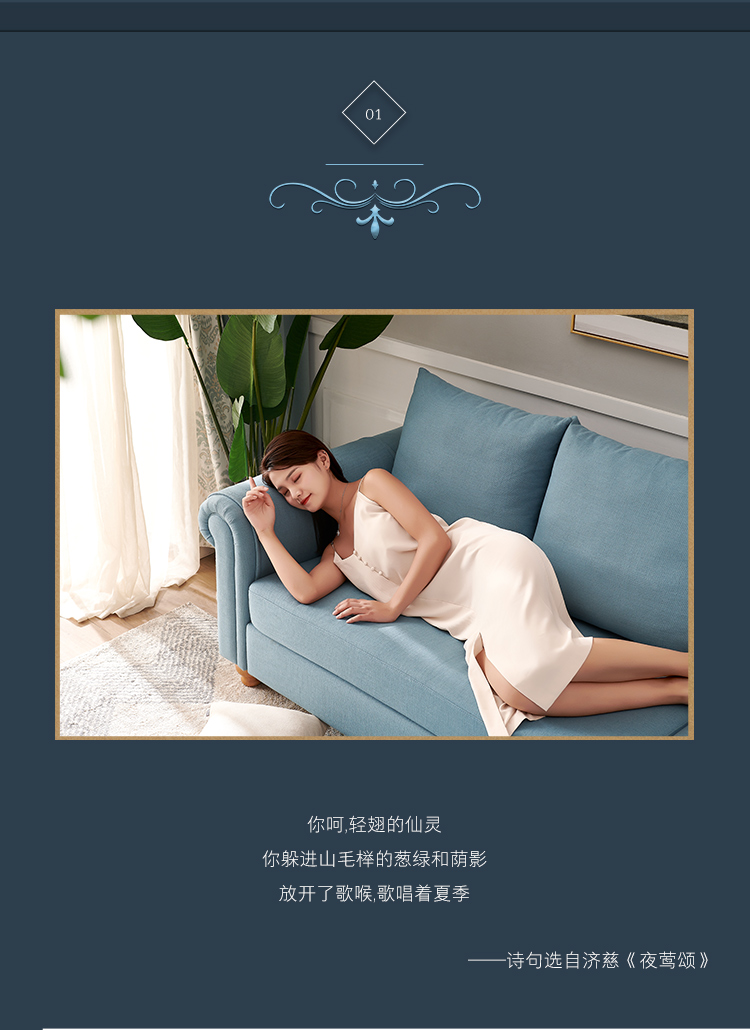 01
你呵,轻翅的仙灵
你躲进山毛榉的葱绿和荫影
放开了歌喉,歌唱着夏季
——诗句选自济慈《夜莺颂》